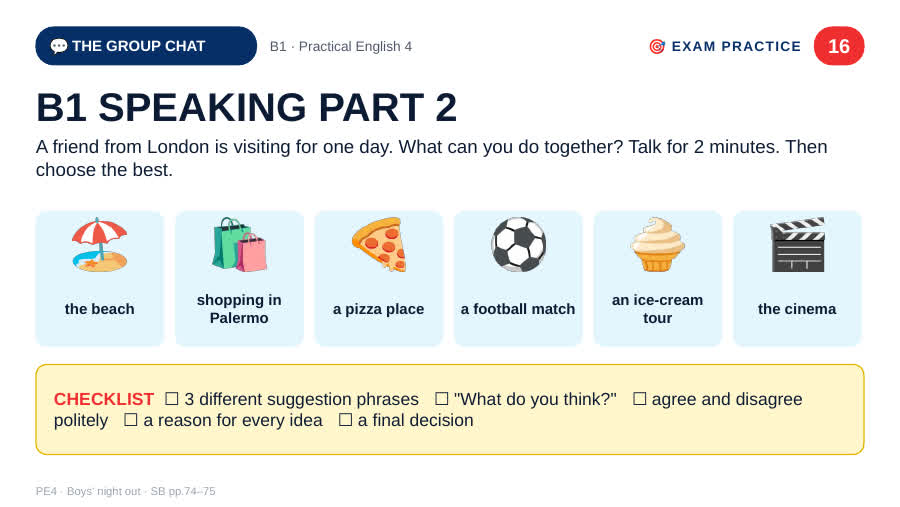 💬 THE GROUP CHAT
B1 · Practical English 4
🎯 EXAM PRACTICE
16
B1 SPEAKING PART 2
A friend from London is visiting for one day. What can you do together? Talk for 2 minutes. Then
choose the best.
the beach
shopping in
Palermo
a pizza place
a football match
an ice-cream
tour
the cinema
CHECKLIST ☐ 3 different suggestion phrases ☐ "What do you think?" ☐ agree and disagree
politely ☐ a reason for every idea ☐ a final decision
PE4 · Boys' night out · SB pp.74–75